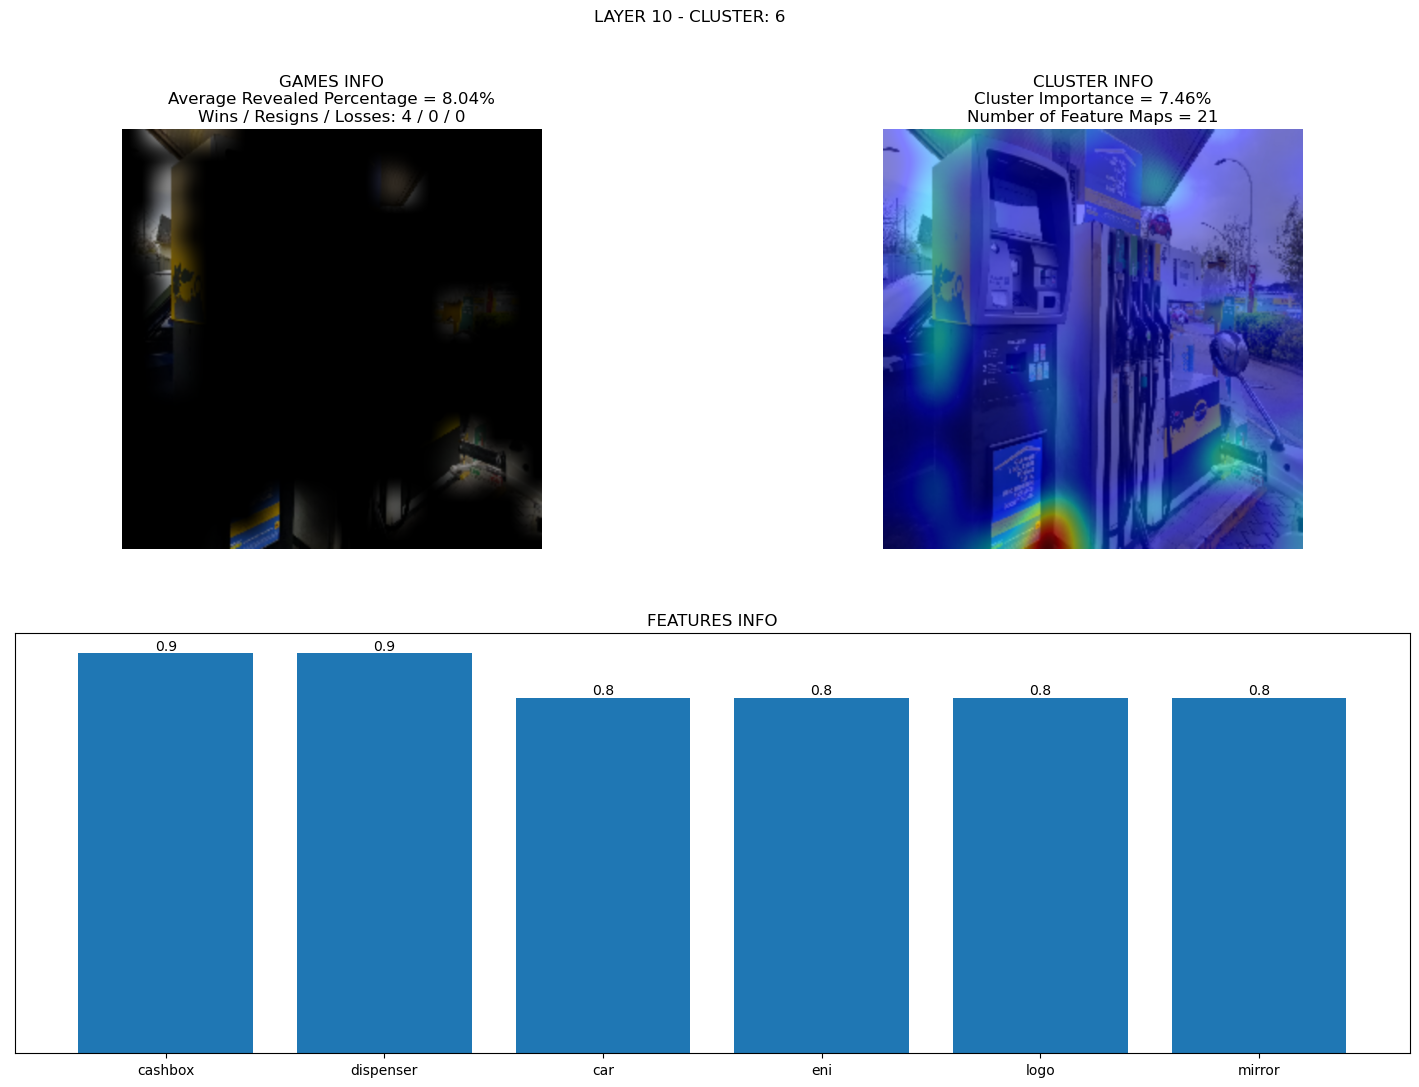 LAYER 10 - CLUSTER: 6
GAMES INFO
Average Revealed Percentage = 8.04%
Wins / Resigns / Losses: 4 / 0 / 0
CLUSTER INFO
Cluster Importance = 7.46%
Number of Feature Maps = 21
FEATURES INFO
0.9
0.9
0.8
0.8
0.8
0.8
cashbox
dispenser
car
eni
logo
mirror